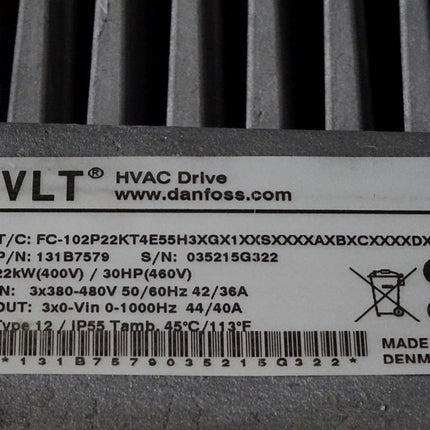 VLT® HVAC Drive
www.danfoss.com
T/C: FC-102P22KT4E55H3XGX1XXSXXXXAXBXCXXXXDX
P/N: 131B7579 S/N: 035215G322
22kW(400V) / 30HP(460V)
IN: 3x380-480V 50/60Hz 42/36A
OUT: 3x0-Vin 0-1000Hz 44/40A
Type 12 / IP55 Tamb. 45°C/113°F
*131B7579035215G322*
MADE
DENM